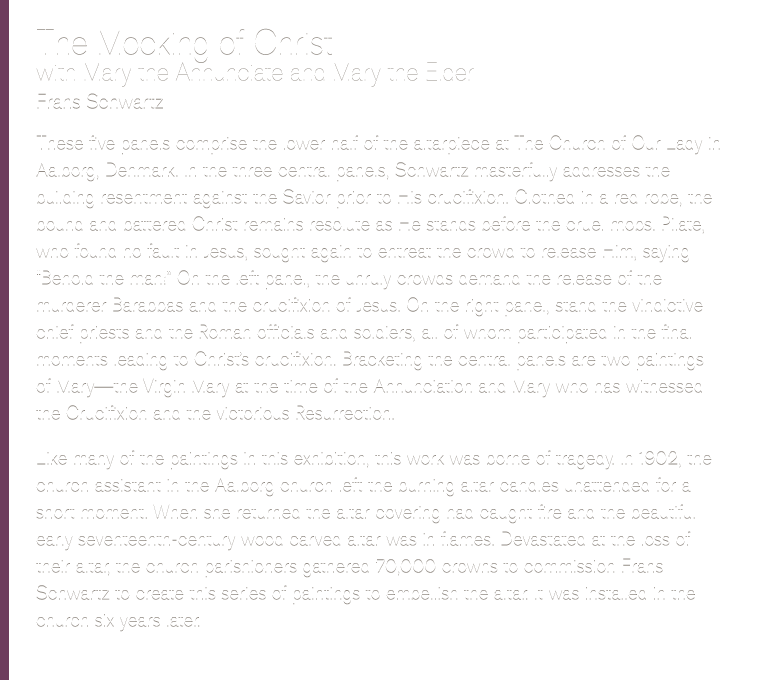 The Mocking of Christ
with Mary the Annunciate and Mary the Elder
Frans Schwartz
These five panels comprise the lower half of the altarpiece at The Church of Our Lady in
Aalborg, Denmark. In the three central panels, Schwartz masterfully addresses the
building resentment against the Savior prior to His crucifixion. Clothed in a red robe, the
bound and battered Christ remains resolute as He stands before the cruel mobs. Pilate,
who found no fault in Jesus, sought again to entreat the crowd to release Him, saying
"Behold the man!" On the left panel, the unruly crowds demand the release of the
murderer Barabbas and the crucifixion of Jesus. On the right panel, stand the vindictive
chief priests and the Roman officials and soldiers, all of whom participated in the final
moments leading to Christ's crucifixion. Bracketing the central panels are two paintings
of Mary—the Virgin Mary at the time of the Annunciation and Mary who has witnessed
the Crucifixion and the victorious Resurrection.
Like many of the paintings in this exhibition, this work was borne of tragedy. In 1902, the
church assistant in the Aalborg church left the burning altar candles unattended for a
short moment. When she returned the altar covering had caught fire and the beautiful
early seventeenth-century wood carved altar was in flames. Devastated at the loss of
their altar, the church parishioners gathered 70,000 crowns to commission Frans
Schwartz to create this series of paintings to embellish the altar. It was installed in the
church six years later.